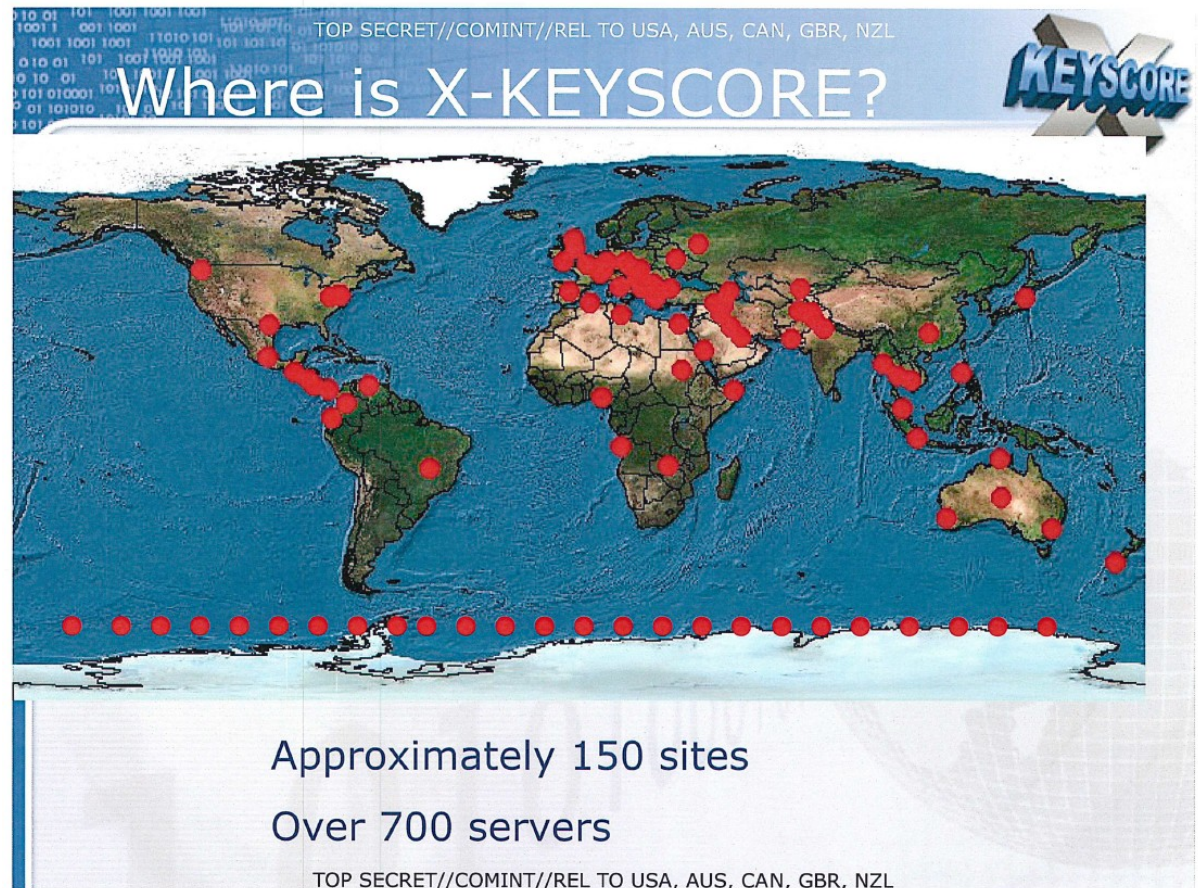 TOP SECRET//COMINT//REL TO USA, AUS, CAN, GBR, NZL
Where is X-KEYSCORE?
X KEYSCORE
Approximately 150 sites
Over 700 servers
TOP SECRET//COMINT//REL TO USA, AUS, CAN, GBR, NZL